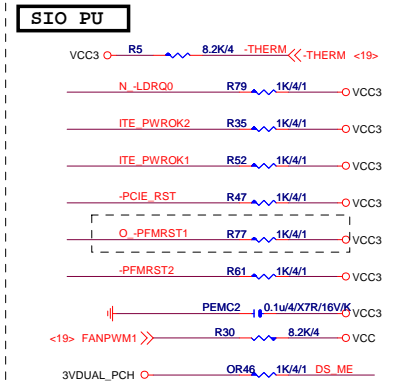 SIO PU
VCC3 R5 8.2K/4 -THERM -THERM <19>
N_-LDRQ0 R79 1K/4/1 VCC3
ITE_PWROK2 R35 1K/4/1 VCC3
ITE_PWROK1 R52 1K/4/1 VCC3
-PCIE_RST R47 1K/4/1 VCC3
O_-PFMRST1 R77 1K/4/1 VCC3
-PFMRST2 R61 1K/4/1 VCC3
PEMC2 0.1u/4/X7R/16V/K VCC3
<19> FANPWM1 R30 8.2K/4 VCC
3VDUAL_PCH OR46 1K/4/1 DS_ME